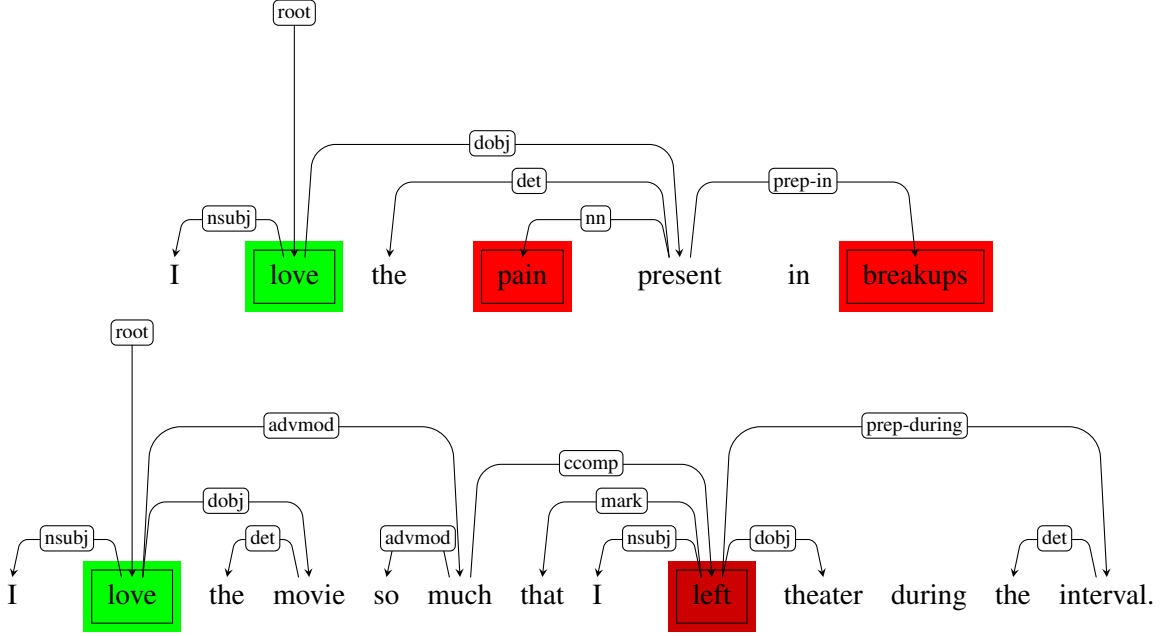 root
dobj
det prep-in
nsubj nn
I love the pain present in breakups
root
advmod prep-during
ccomp
dobj mark
nsubj det advmod nsubj dobj det
I love the movie so much that I left theater during the interval.